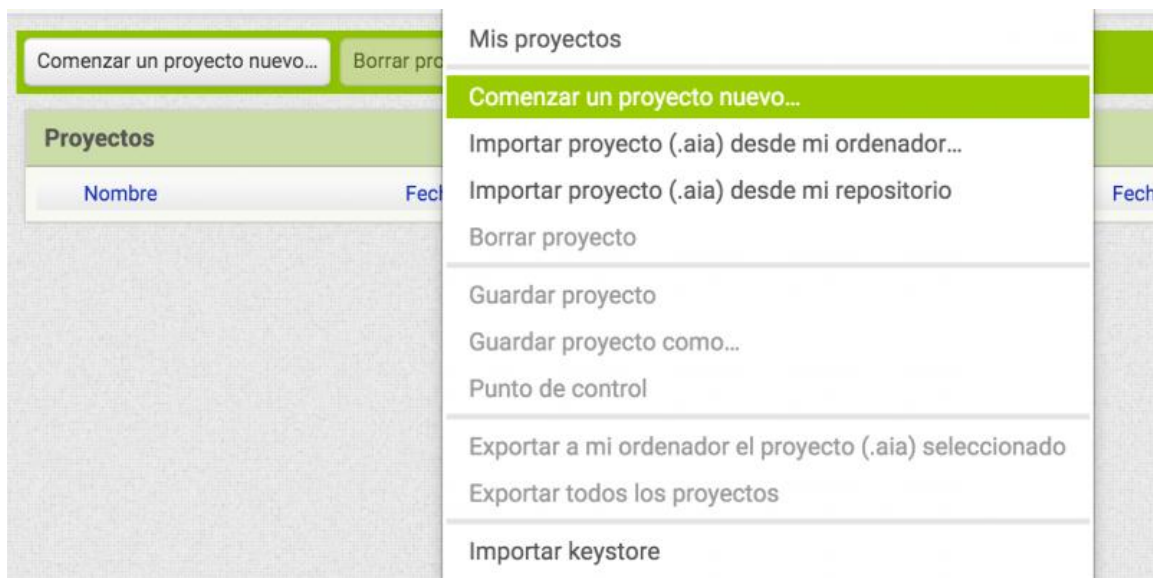 Mis proyectos
Comenzar un proyecto nuevo...
Borrar pro
Comenzar un proyecto nuevo...
Proyectos
Importar proyecto (.aia) desde mi ordenador...
Nombre
Fech
Importar proyecto (.aia) desde mi repositorio
Fech
Borrar proyecto
Guardar proyecto
Guardar proyecto como...
Punto de control
Exportar a mi ordenador el proyecto (.aia) seleccionado
Exportar todos los proyectos
Importar keystore